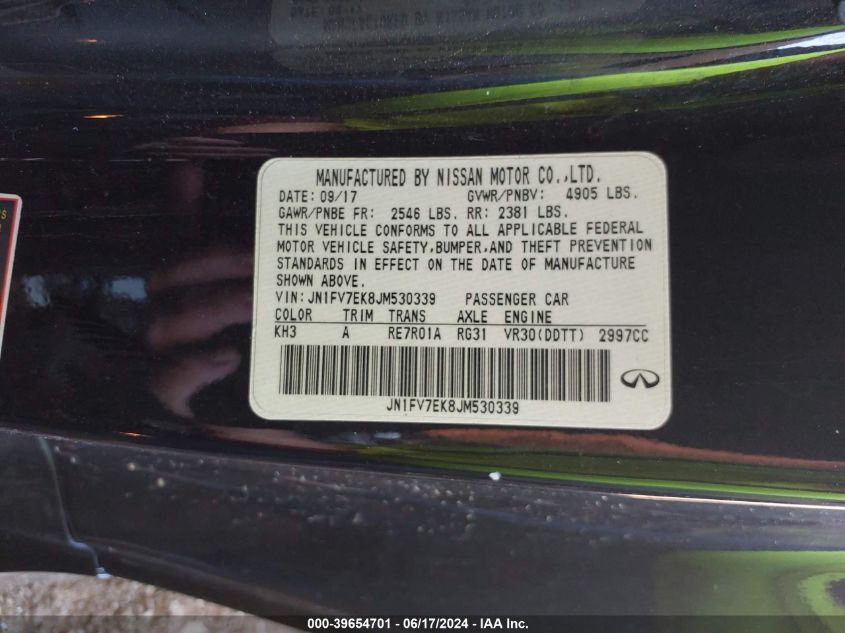 MANUFACTURED BY NISSAN MOTOR CO.,LTD.
DATE: 09/17 GVWR/PNBV: 4905 LBS.
GAWR/PNBE FR: 2546 LBS. RR: 2381 LBS.
THIS VEHICLE CONFORMS TO ALL APPLICABLE FEDERAL
MOTOR VEHICLE SAFETY,BUMPER,AND THEFT PREVENTION
STANDARDS IN EFFECT ON THE DATE OF MANUFACTURE
SHOWN ABOVE.
VIN:JN1FV7EK8JM530339 PASSENGER CAR
COLOR TRIM TRANS AXLE ENGINE
KH3 A RE7R01A RG31 VR30(DDTT) 2997CC
JN1FV7EK8JM530339
000-39654701 - 06/17/2024 - IAA Inc.